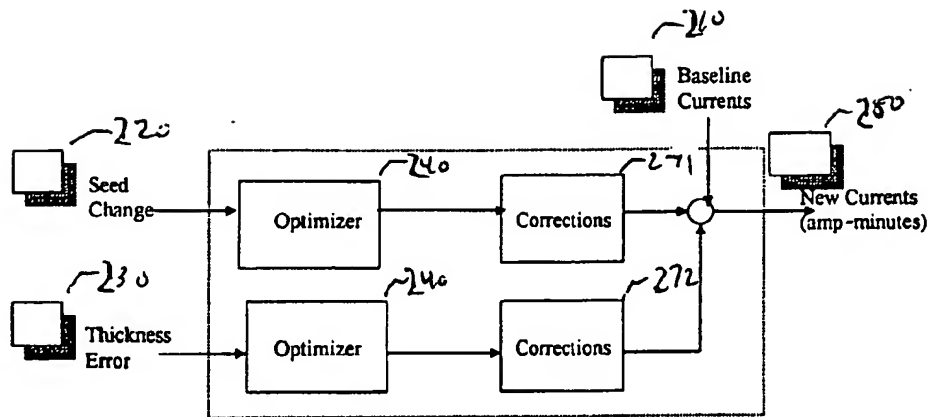 210
Baseline
Currents
220
280
Seed
Change
240
Optimizer
271
Corrections
New Currents
(amp-minutes)
230
Thickness
Error
240
Optimizer
272
Corrections